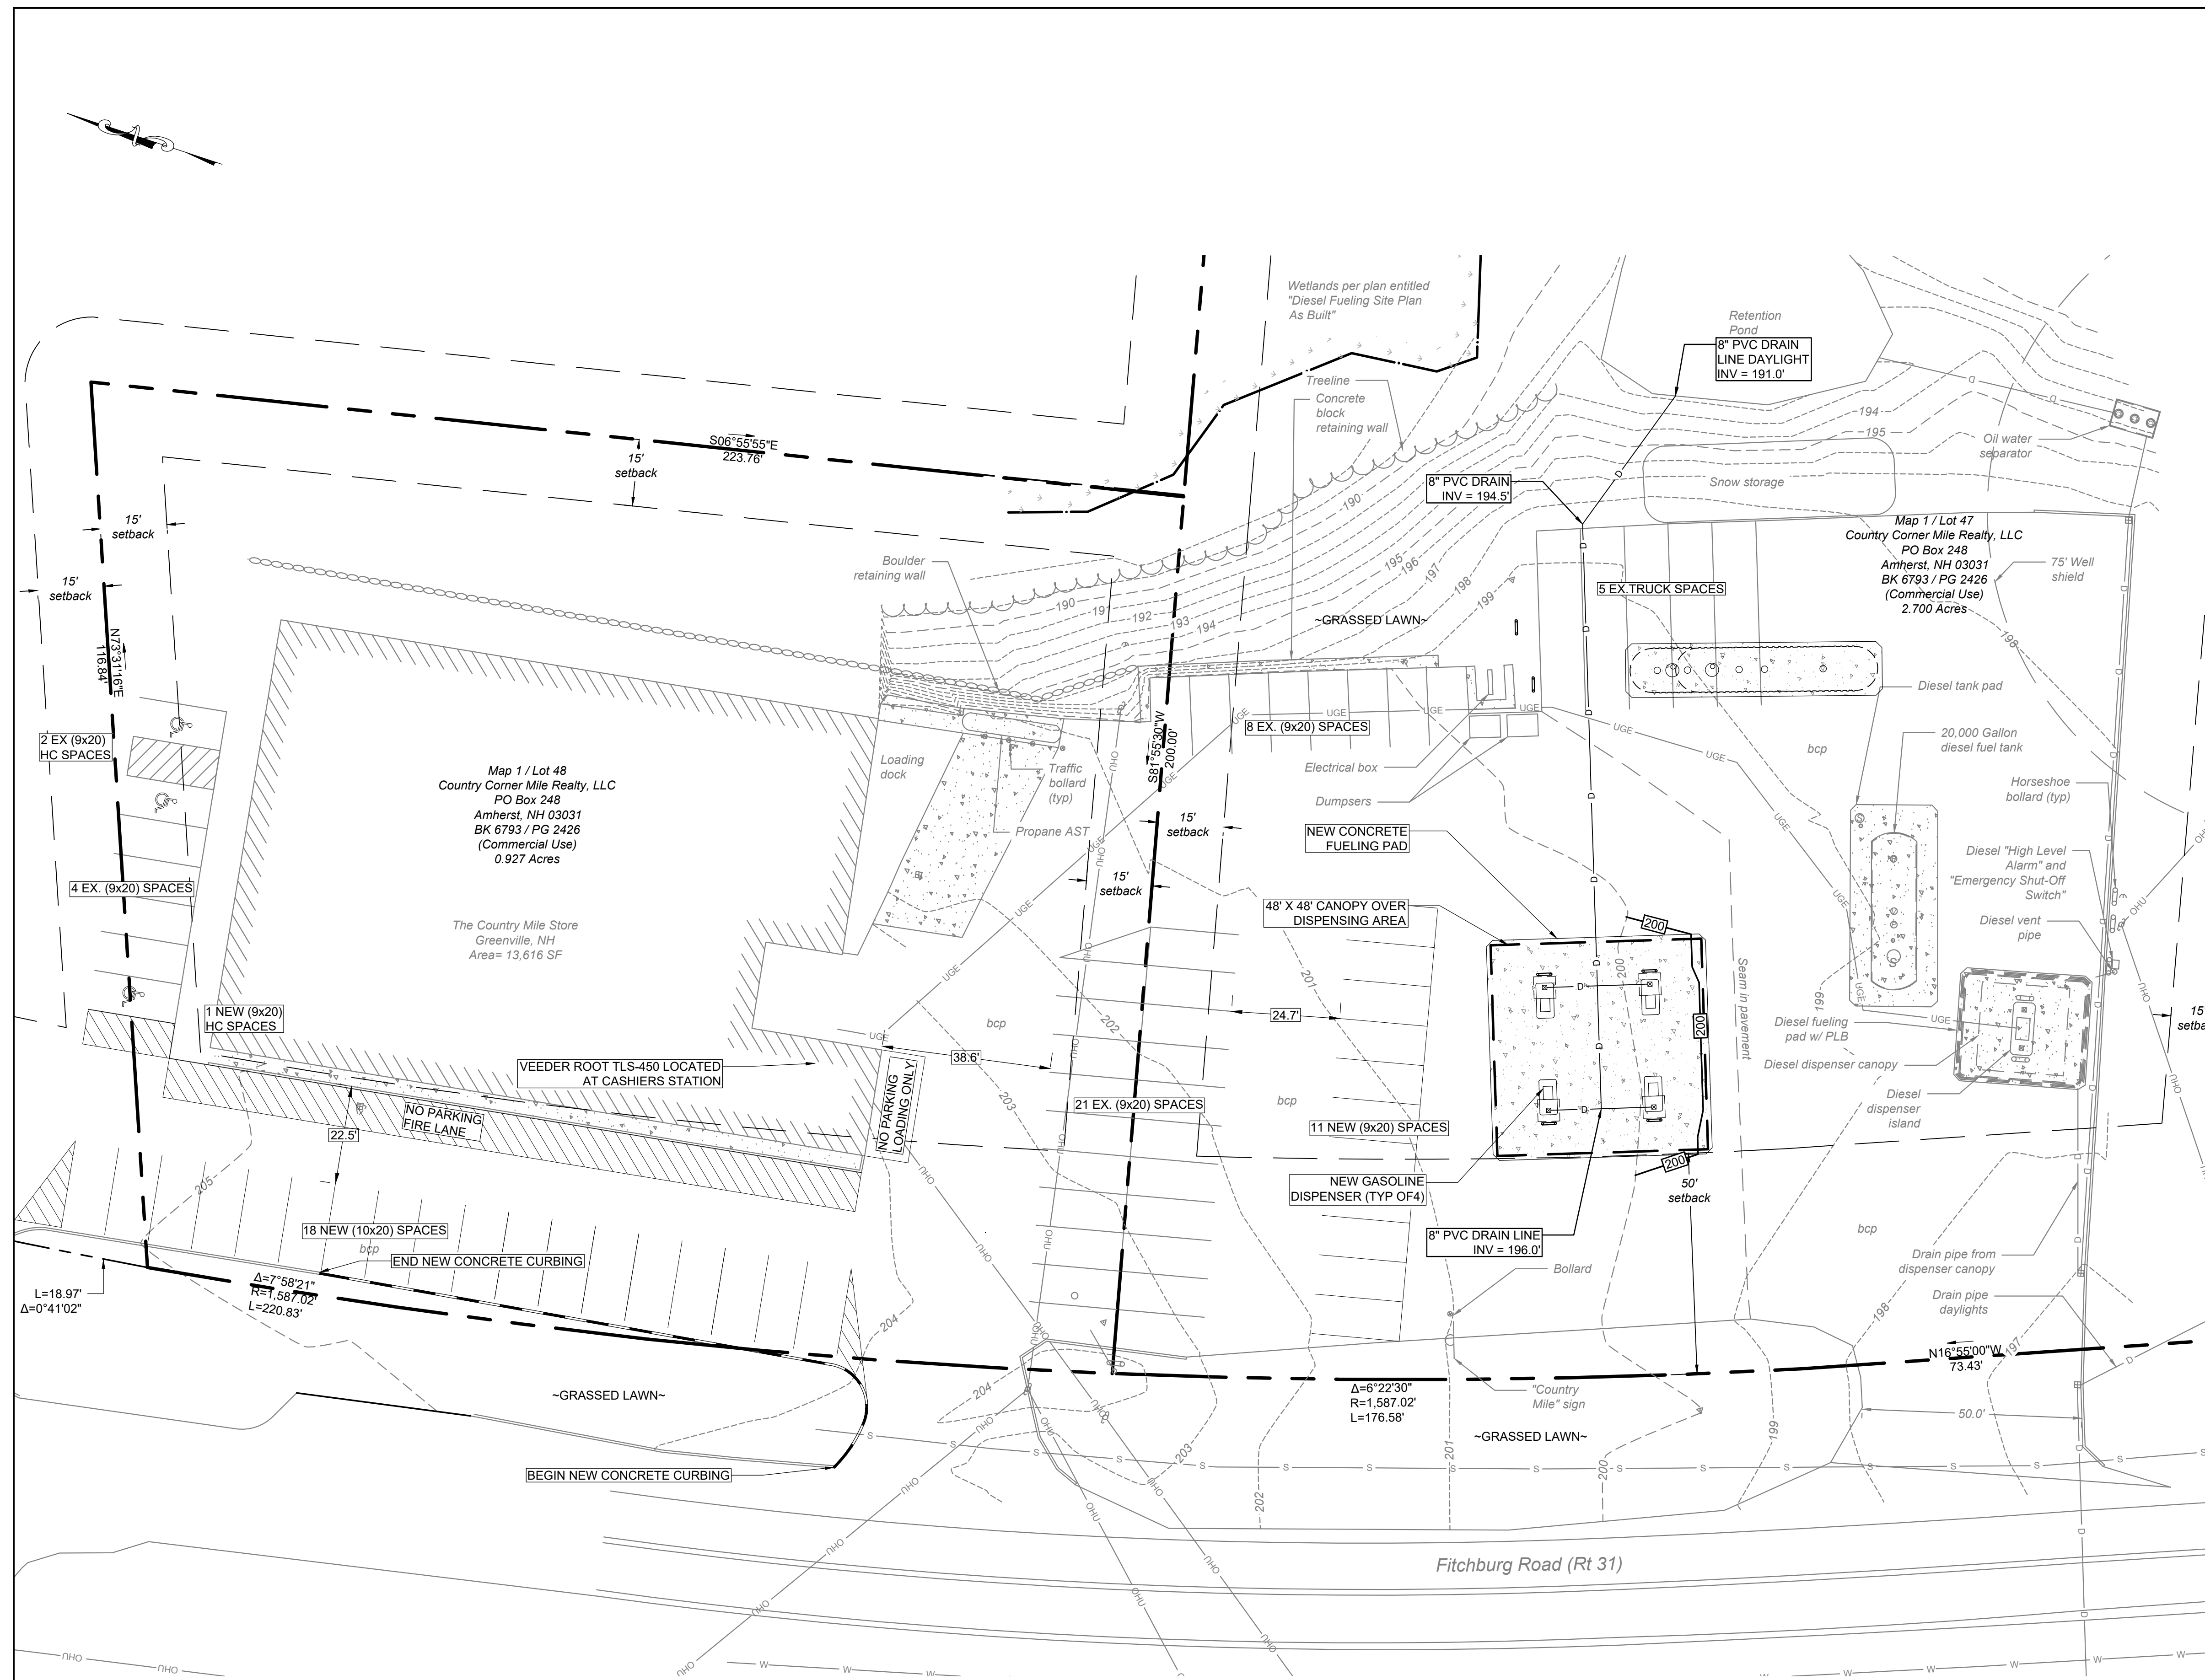 Wetlands per plan entitled
"Diesel Fueling Site Plan
As Built"
Retention
Pond
8" PVC DRAIN
LINE DAYLIGHT
INV = 191.0'
Treeline
Concrete
block
retaining wall
194
195
Oil water
separator
S06°55'55"E
223.76'
15'
setback
8" PVC DRAIN
INV = 194.5'
Snow storage
190
15'
setback
15'
setback
Map 1 / Lot 47
Country Corner Mile Realty, LLC
PO Box 248
Amherst, NH 03031
BK 6793 / PG 2426
(Commercial Use)
2.700 Acres
75' Well
shield
Boulder
retaining wall
195
196
197
198
199
5 EX.TRUCK SPACES
190
191
192
193
194
~GRASSED LAWN~
198
N73°31'16"E
116.84'
Diesel tank pad
2 EX (9x20)
HC SPACES
S81°55'30"W
200.00'
UGE
UGE
UGE
UGE
8 EX. (9x20) SPACES
UGE
UGE
bcp
20,000 Gallon
diesel fuel tank
Loading
dock
Traffic
bollard
(typ)
Electrical box
Dumpsers
Horseshoe
bollard (typ)
Map 1 / Lot 48
Country Corner Mile Realty, LLC
PO Box 248
Amherst, NH 03031
BK 6793 / PG 2426
(Commercial Use)
0.927 Acres
Propane AST
15'
setback
NEW CONCRETE
FUELING PAD
Diesel "High Level
Alarm" and
"Emergency Shut-Off
Switch"
4 EX. (9x20) SPACES
15'
setback
48' X 48' CANOPY OVER
DISPENSING AREA
200
Diesel vent
pipe
The Country Mile Store
Greenville, NH
Area= 13,616 SF
201
200
Seam in pavement
199
1 NEW (9x20)
HC SPACES
24.7'
bcp
202
200
Diesel fueling
pad w/ PLB
15'
VEEDER ROOT TLS-450 LOCATED
AT CASHIERS STATION
38.6'
Diesel dispenser canopy
NO PARKING
LOADING ONLY
NO PARKING
FIRE LANE
22.5'
203
21 EX. (9x20) SPACES
bcp
11 NEW (9x20) SPACES
Diesel
dispenser
island
205
NEW GASOLINE
DISPENSER (TYP OF4)
200
50'
setback
18 NEW (10x20) SPACES
bcp
8" PVC DRAIN LINE
INV = 196.0'
bcp
END NEW CONCRETE CURBING
Bollard
Drain pipe from
dispenser canopy
L=18.97'
Δ=0°41'02"
Δ=7°58'21"
R=1,587.02'
L=220.83'
204
198
Drain pipe
daylights
197
N16°55'00"W
73.43'
~GRASSED LAWN~
204
Δ=6°22'30"
R=1,587.02'
L=176.58'
"Country
Mile" sign
50.0'
~GRASSED LAWN~
203
201
199
200
202
BEGIN NEW CONCRETE CURBING
Fitchburg Road (Rt 31)
OHU
OHU
OHU
OHU
OHU
W
W
W
W
W
W
W